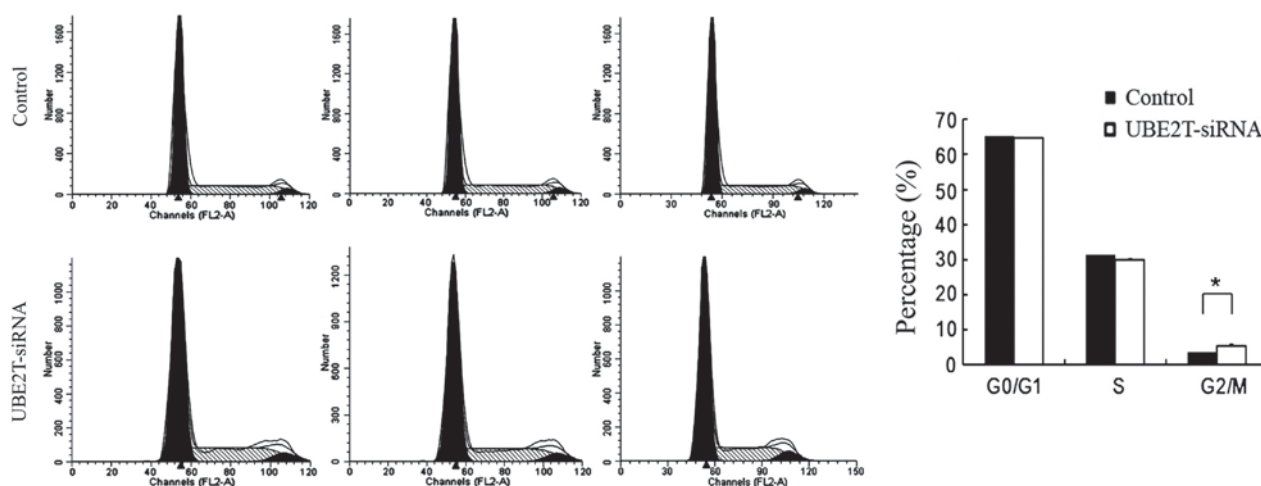 Control
Number
1600
1200
800
400
0
0 20 40 60 80 100 120
Channels (FL2-A)
Number
1600
1200
800
400
0
0 20 40 60 80 100 120
Channels (FL2-A)
Number
1600
1200
800
400
0
0 30 60 90 120
Channels (FL2-A)
UBE2T-siRNA
Number
1000
800
600
400
200
0
0 20 40 60 80 100 120
Channels (FL2-A)
Number
1200
900
600
300
0
0 20 40 60 80 100 120
Channels (FL2-A)
Number
1000
800
600
400
200
0
0 30 60 90 120 150
Channels (FL2-A)
Control
UBE2T-siRNA
Percentage (%)
70
60
50
40
30
20
10
0
*
G0/G1 S G2/M